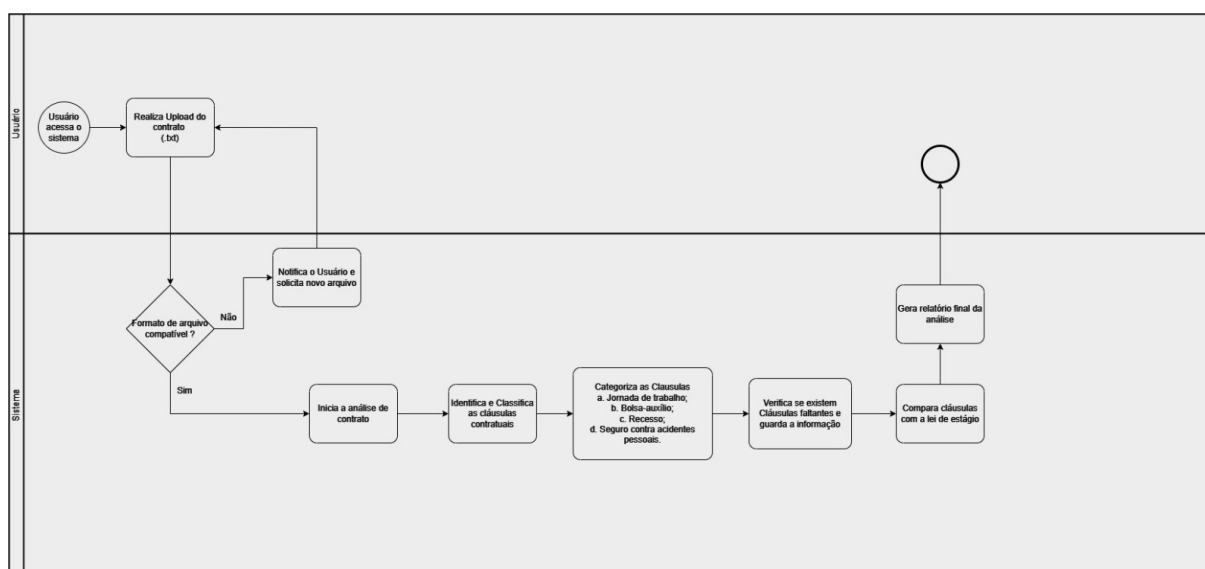 Usuário
Usuário
acessa o
sistema
Realiza Upload do
contrato
(.txt)
Sistema
Notifica o Usuário e
solicita novo arquivo
Formato de arquivo
compatível ?
Não
Sim
Inicia a análise de
contrato
Identifica e Classifica
as cláusulas
contratuais
Categoriza as Clausulas
a. Jornada de trabalho;
b. Bolsa-auxílio;
c. Recesso;
d. Seguro contra acidentes
pessoais.
Verifica se existem
Cláusulas faltantes e
guarda a informação
Compara cláusulas
com a lei de estágio
Gera relatório final da
análise